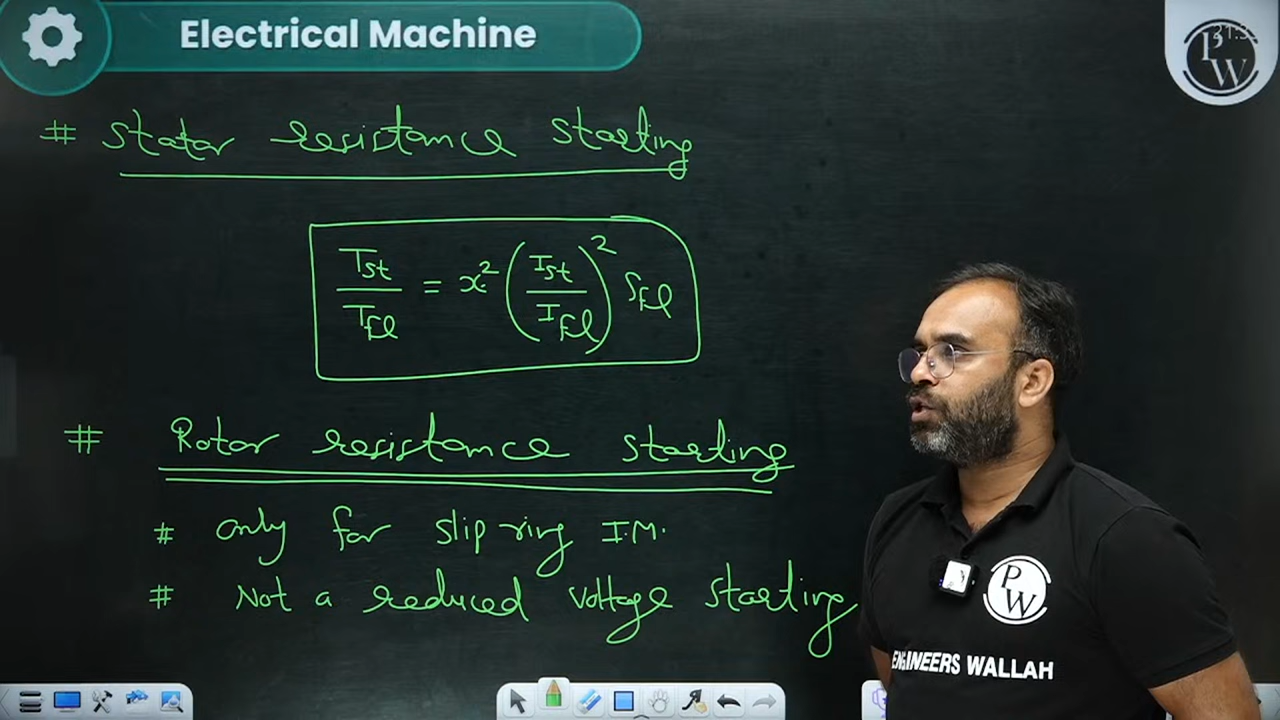 Electrical Machine
PW
# Stator resistance starting
Tst/Tfl = x² (Ist/Ifl)² Sfl
# Rotor resistance starting
# only for slip ring I.M.
# Not a reduced voltage starting
PW
ENGINEERS WALLAH